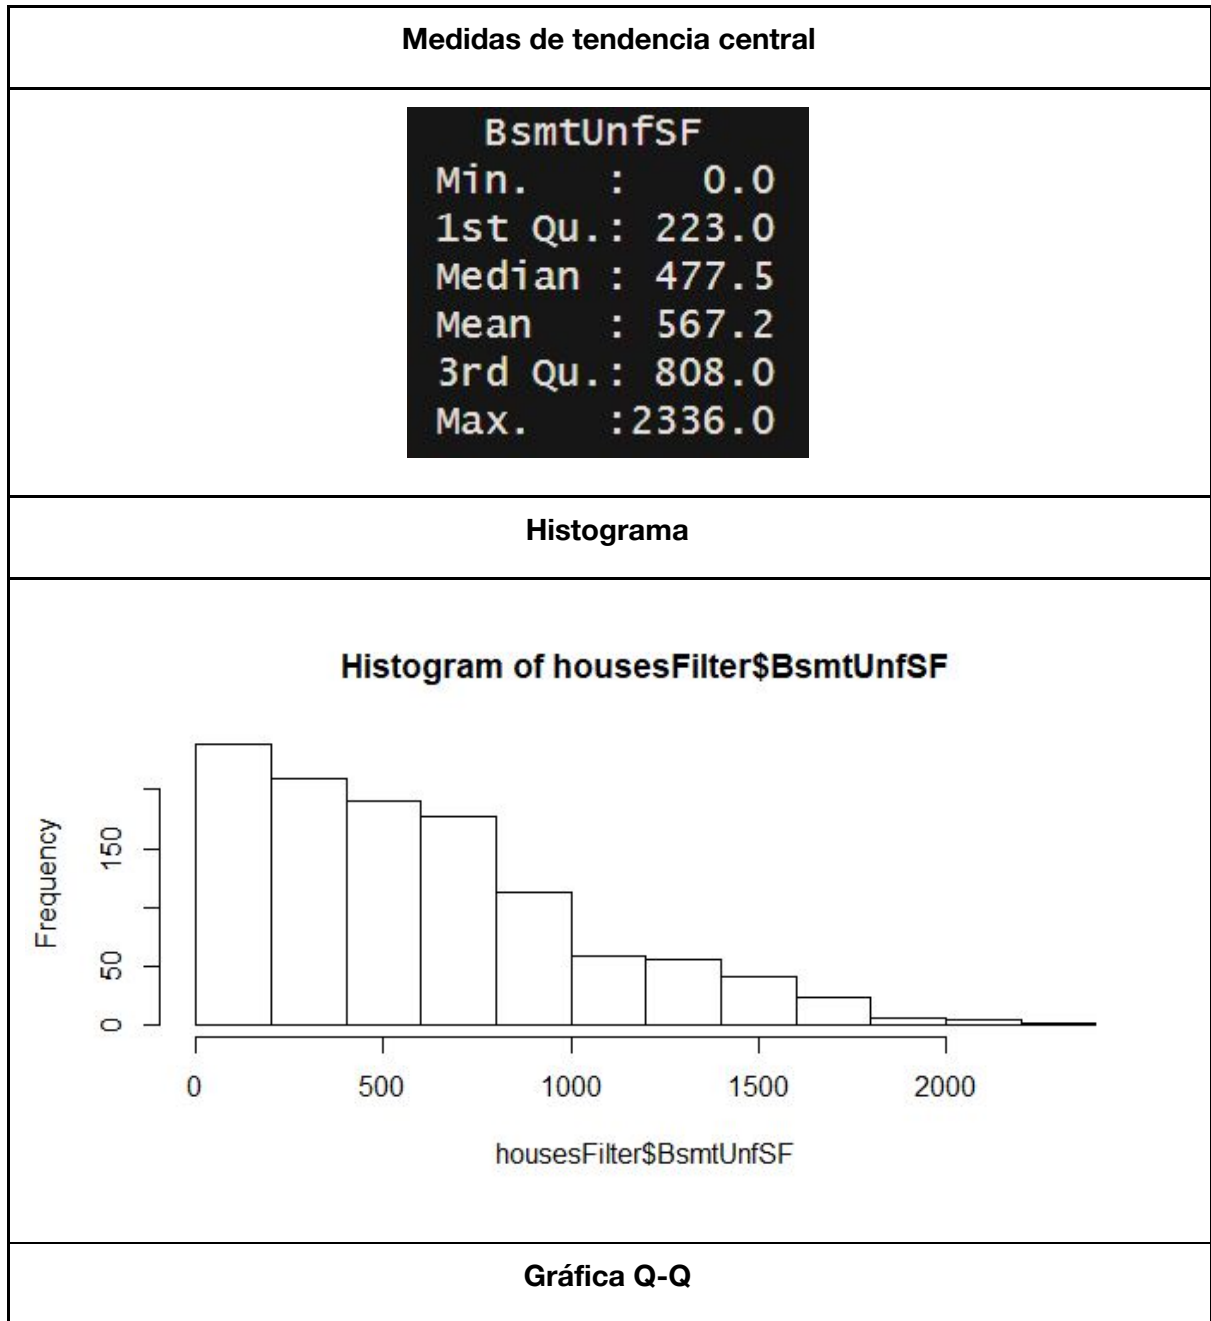 Medidas de tendencia central
BsmtUnfSF
Min.   :   0.0
1st Qu.: 223.0
Median : 477.5
Mean   : 567.2
3rd Qu.: 808.0
Max.   :2336.0
Histograma
Histogram of housesFilter$BsmtUnfSF
Frequency
150
50
0
0 500 1000 1500 2000
housesFilter$BsmtUnfSF
Gráfica Q-Q